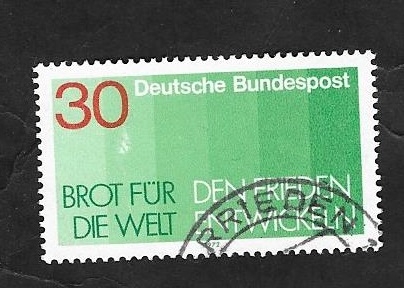 30 Deutsche Bundespost
BROT FÜR DEN FRIEDEN
DIE WELT ENTWICKELN